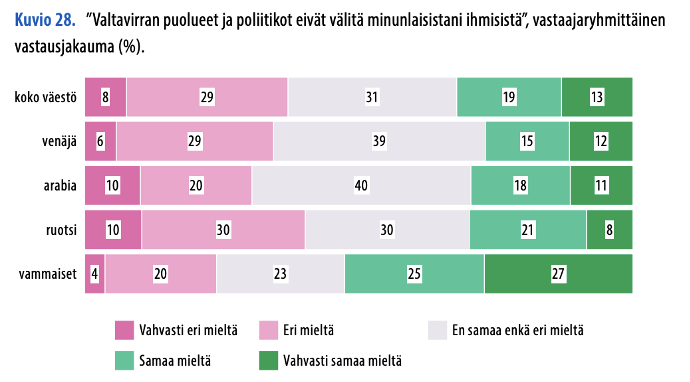 Kuvio 28. ”Valtavirran puolueet ja poliitikot eivät välitä minunlaisistani ihmisistä”, vastaajaryhmittäinen
vastausjakauma (%).
koko väestö 8 29 31 19 13
venäjä 6 29 39 15 12
arabia 10 20 40 18 11
ruotsi 10 30 30 21 8
vammaiset 4 20 23 25 27
Vahvasti eri mieltä Eri mieltä En samaa enkä eri mieltä
Samaa mieltä Vahvasti samaa mieltä